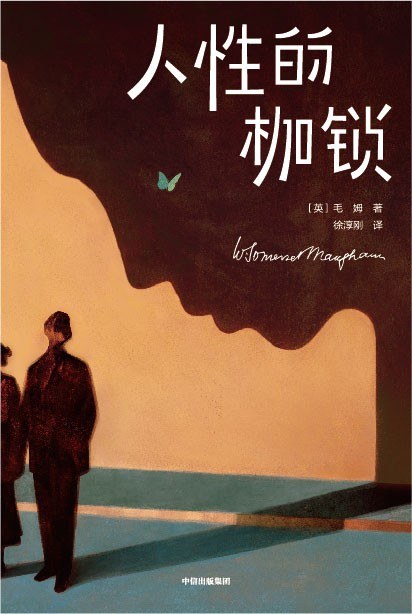 人性的
枷锁
［英］毛 姆 著
徐淳刚 译
W. Somerset Maugham
中信出版集团